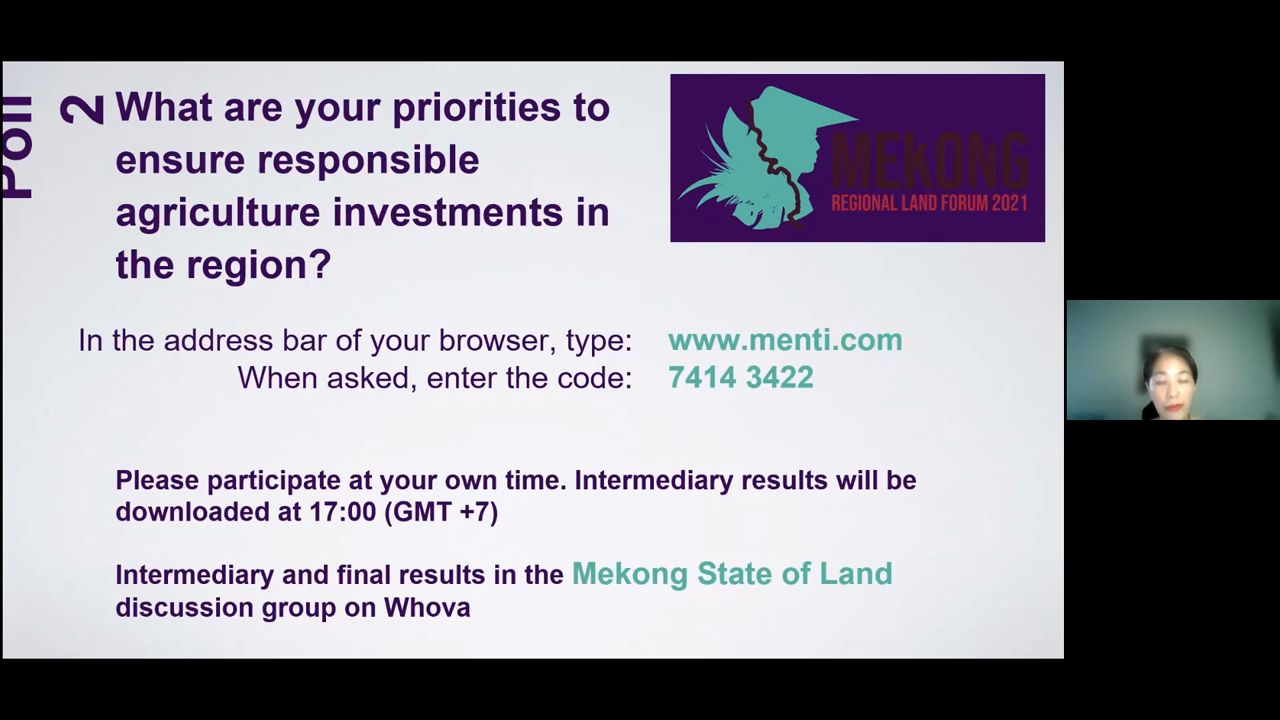 Poll
2
What are your priorities to
ensure responsible
agriculture investments in
the region?
MEKONG
REGIONAL LAND FORUM 2021
In the address bar of your browser, type: www.menti.com
When asked, enter the code: 7414 3422
Please participate at your own time. Intermediary results will be
downloaded at 17:00 (GMT +7)
Intermediary and final results in the Mekong State of Land
discussion group on Whova